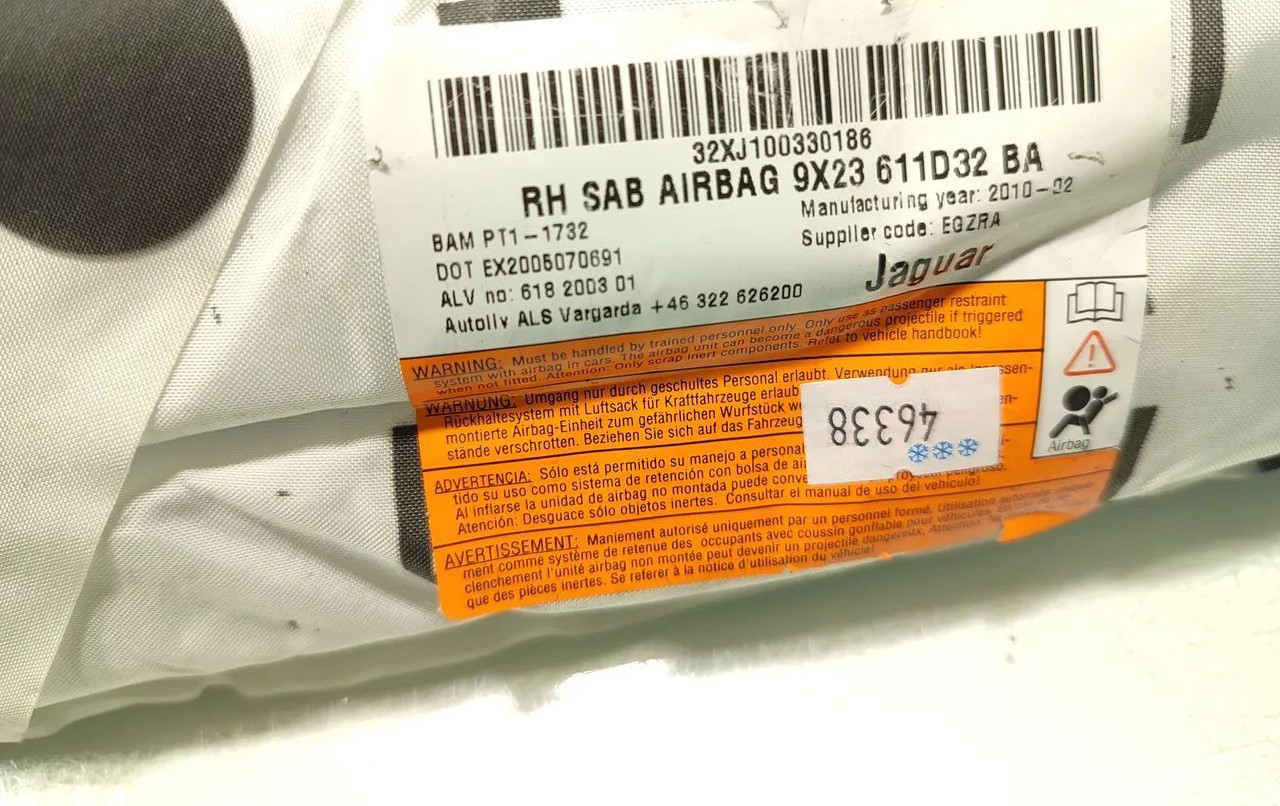 32XJ100330186
RH SAB AIRBAG 9X23 611D32 BA
Manufacturing year: 2010-02
Supplier code: EGZRA
BAM PT1-1732
DOT EX2005070691
ALV no: 618 2003 01
Autoliv ALS Vargarda +46 322 626200
Jaguar
WARNING: Must be handled by trained personnel only. Only use as passenger restraint
system with airbag in cars. The airbag unit can become a dangerous projectile if triggered
when not fitted. Attention: Only scrap inert components. Refer to vehicle handbook!
WARNUNG: Umgang nur durch geschultes Personal erlaubt. Verwendung nur als
Rückhaltesystem mit Luftsack für Kraftfahrzeuge erlaub
montierte Airbag-Einheit zum gefährlichen Wurfstück
stände verschrotten. Beziehen Sie sich auf das Fahrzeug
ADVERTENCIA: Sólo está permitido su manejo a personal
tido su uso como sistema de retención con bolsa de
Al inflarse la unidad de airbag no montada puede peligroso.
Atención: Desguace sólo objetos inertes. Consultar el manual de uso del vehículo!
AVERTISSEMENT: Maniement autorisé uniquement par un personnel formé. Utilisation autorisée
ment comme système de retenue des occupants avec coussin gonflable pour véhicules.
clenchement l'unité airbag non montée peut devenir un projectile dangereux. Attention,
que des pièces inertes. Se referer à la notice d'utilisation du véhicule!
Airbag
46338